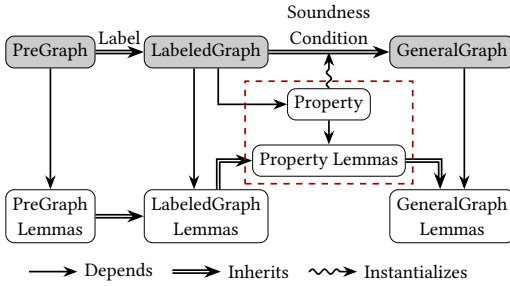 Soundness
Label
Condition
PreGraph
LabeledGraph
GeneralGraph
Property
Property Lemmas
PreGraph
Lemmas
LabeledGraph
Lemmas
GeneralGraph
Lemmas
Depends
Inherits
Instantializes